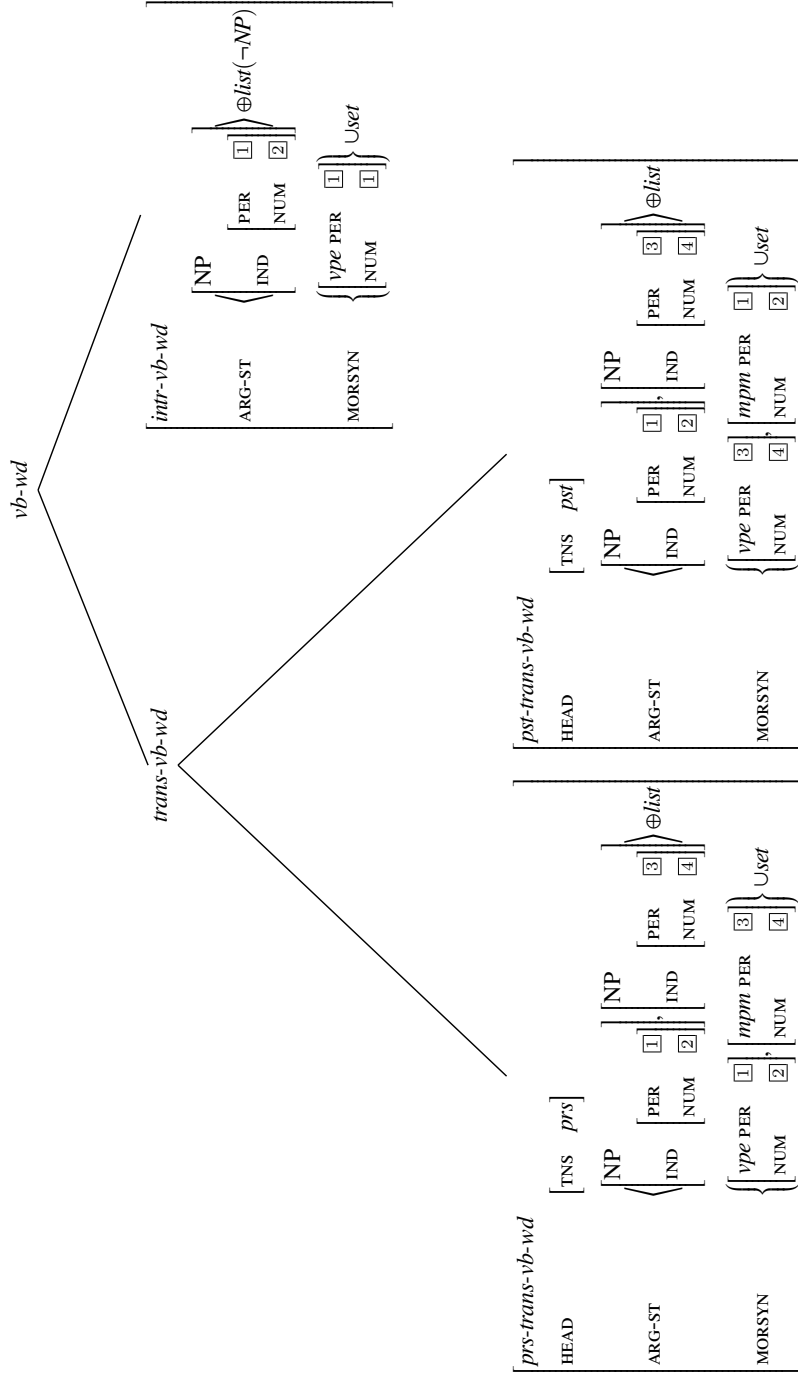 vb-wd
trans-vb-wd
intr-vb-wd
ARG-ST ⟨[NP IND [PER 1 NUM 2]]⟩ ⊕list(¬NP)
MORSYN {[vpe PER 1 NUM 1]} ∪set
prs-trans-vb-wd
HEAD [TNS prs]
ARG-ST ⟨[NP IND [PER 1 NUM 2]], [NP IND [PER 3 NUM 4]]⟩ ⊕list
MORSYN {[vpe PER 1 NUM 2], [mpm PER 3 NUM 4]} ∪set
pst-trans-vb-wd
HEAD [TNS pst]
ARG-ST ⟨[NP IND [PER 1 NUM 2]], [NP IND [PER 3 NUM 4]]⟩ ⊕list
MORSYN {[vpe PER 3 NUM 4], [mpm PER 1 NUM 2]} ∪set